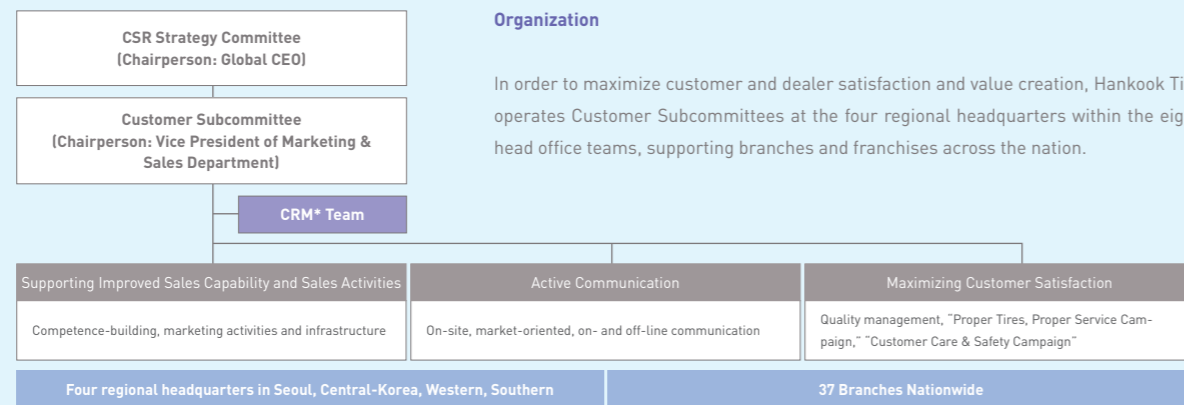 CSR Strategy Committee
(Chairperson: Global CEO)
Customer Subcommittee
(Chairperson: Vice President of Marketing &
Sales Department)
CRM* Team
Organization
In order to maximize customer and dealer satisfaction and value creation, Hankook Ti
operates Customer Subcommittees at the four regional headquarters within the eig
head office teams, supporting branches and franchises across the nation.
Supporting Improved Sales Capability and Sales Activities
Competence-building, marketing activities and infrastructure
Active Communication
On-site, market-oriented, on- and off-line communication
Maximizing Customer Satisfaction
Quality management, “Proper Tires, Proper Service Cam-
paign,” “Customer Care & Safety Campaign”
Four regional headquarters in Seoul, Central-Korea, Western, Southern
37 Branches Nationwide